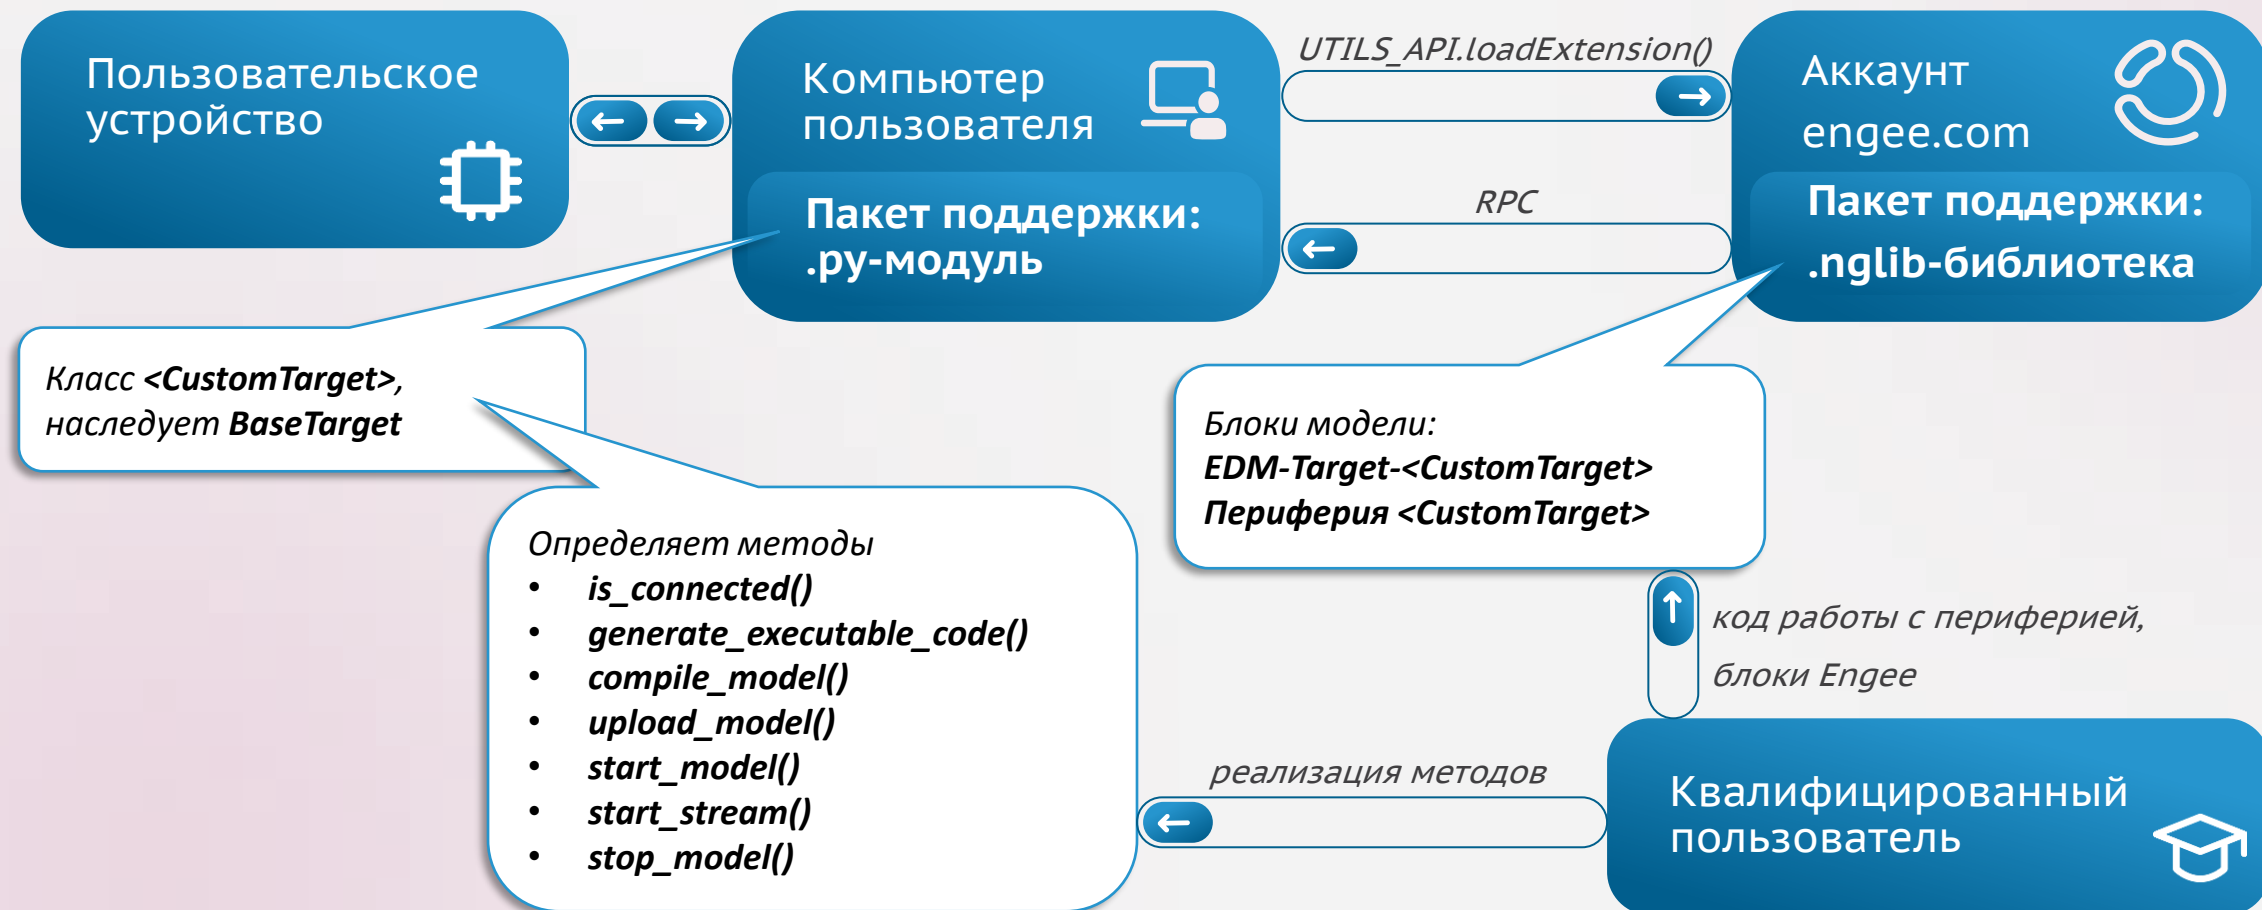 Пользовательское
устройство
Компьютер
пользователя
Пакет поддержки:
.py-модуль
UTILS_API.loadExtension()
RPC
Аккаунт
engee.com
Пакет поддержки:
.nglib-библиотека
Класс <CustomTarget>,
наследует BaseTarget
Блоки модели:
EDM-Target-<CustomTarget>
Периферия <CustomTarget>
Определяет методы
• is_connected()
• generate_executable_code()
• compile_model()
• upload_model()
• start_model()
• start_stream()
• stop_model()
код работы с периферией,
блоки Engee
реализация методов
Квалифицированный
пользователь